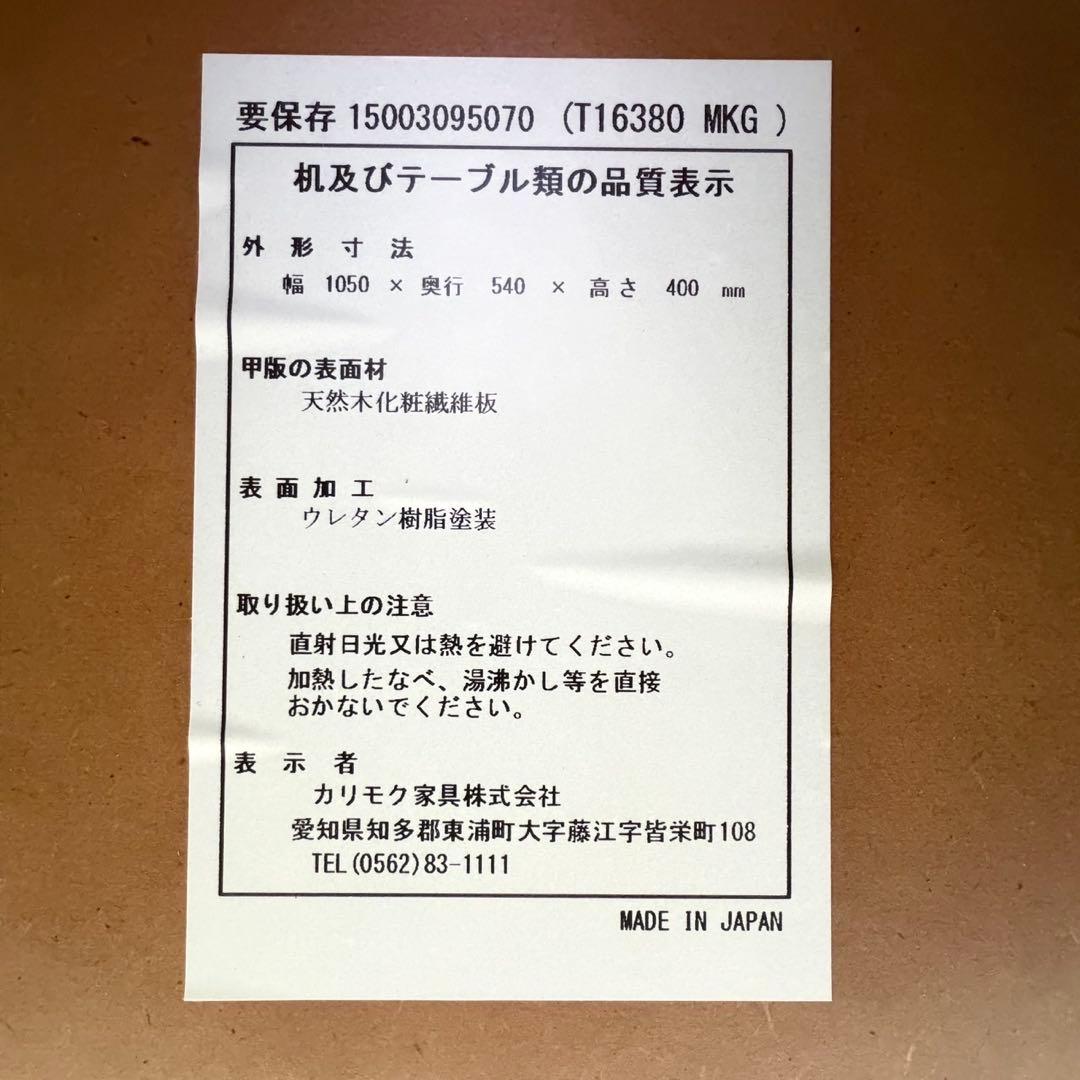 要保存 15003095070 (T16380 MKG )
机及びテーブル類の品質表示
外形寸法
幅 1050 × 奥行 540 × 高さ 400 mm
甲版の表面材
天然木化粧繊維板
表面加工
ウレタン樹脂塗装
取り扱い上の注意
直射日光又は熱を避けてください。
加熱したなべ、湯沸かし等を直接
おかないでください。
表示者
カリモク家具株式会社
愛知県知多郡東浦町大字藤江字皆栄町108
TEL(0562)83-1111
MADE IN JAPAN